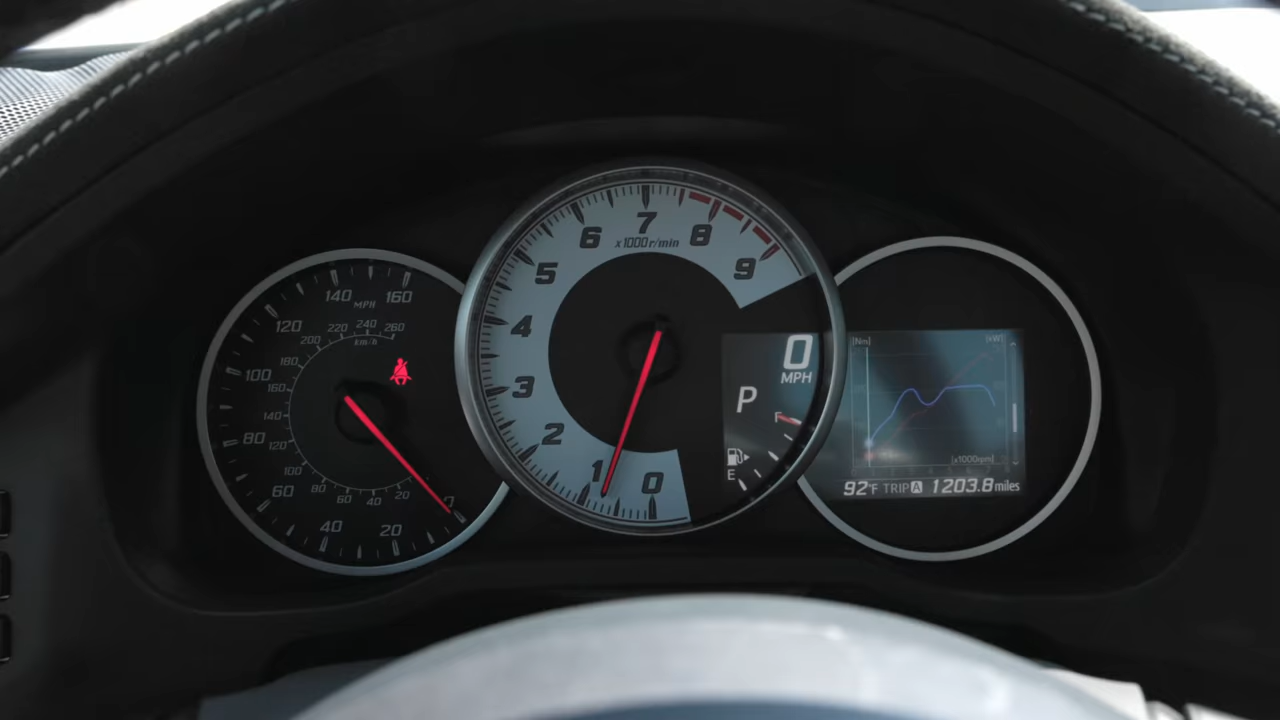 140 MPH 160
120
220 240 260
200 km/h
180
100
160
140
80
120
100
60
80
60
40
20
40
20
0
7
6 x1000r/min 8
5 9
4
3
2
1
0
0
MPH
P
F
E
[Nm] (kW)
[x1000rpm]
92°F TRIP A 1203.8 miles